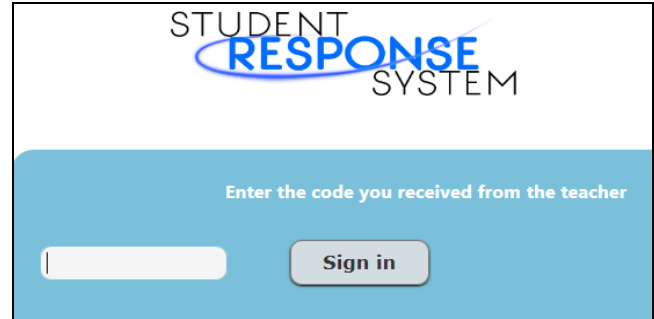 STUDENT
RESPONSE
SYSTEM
Enter the code you received from the teacher
Sign in